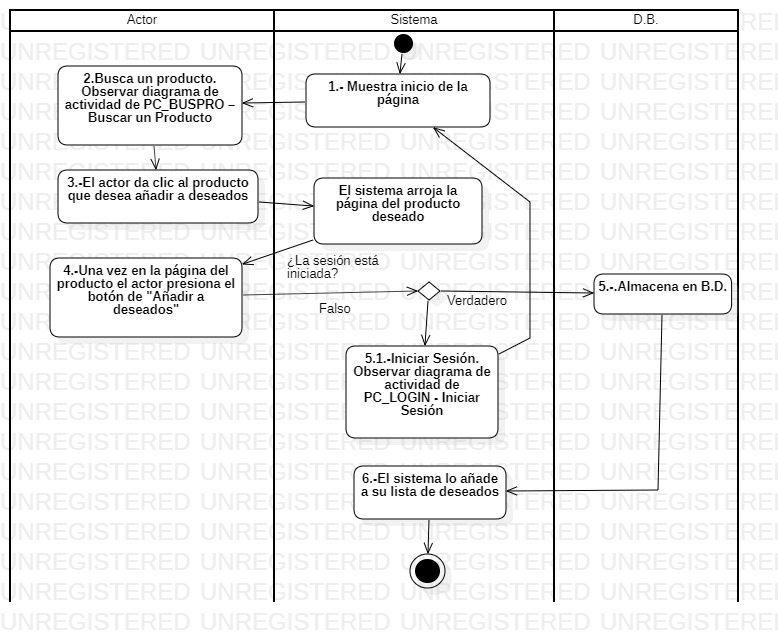 Actor
Sistema
D.B.
1.- Muestra inicio de la
página
2.Busca un producto.
Observar diagrama de
actividad de PC_BUSPRO –
Buscar un Producto
3.-El actor da clic al producto
que desea añadir a deseados
El sistema arroja la
página del producto
deseado
4.-Una vez en la página del
producto el actor presiona el
botón de "Añadir a
deseados"
¿La sesión está
iniciada?
Falso
Verdadero
5.-.Almacena en B.D.
5.1.-Iniciar Sesión.
Observar diagrama de
actividad de
PC_LOGIN - Iniciar
Sesión
6.-El sistema lo añade
a su lista de deseados
UNREGISTERED UNREGISTERED UNREGISTERED UNREGISTERED